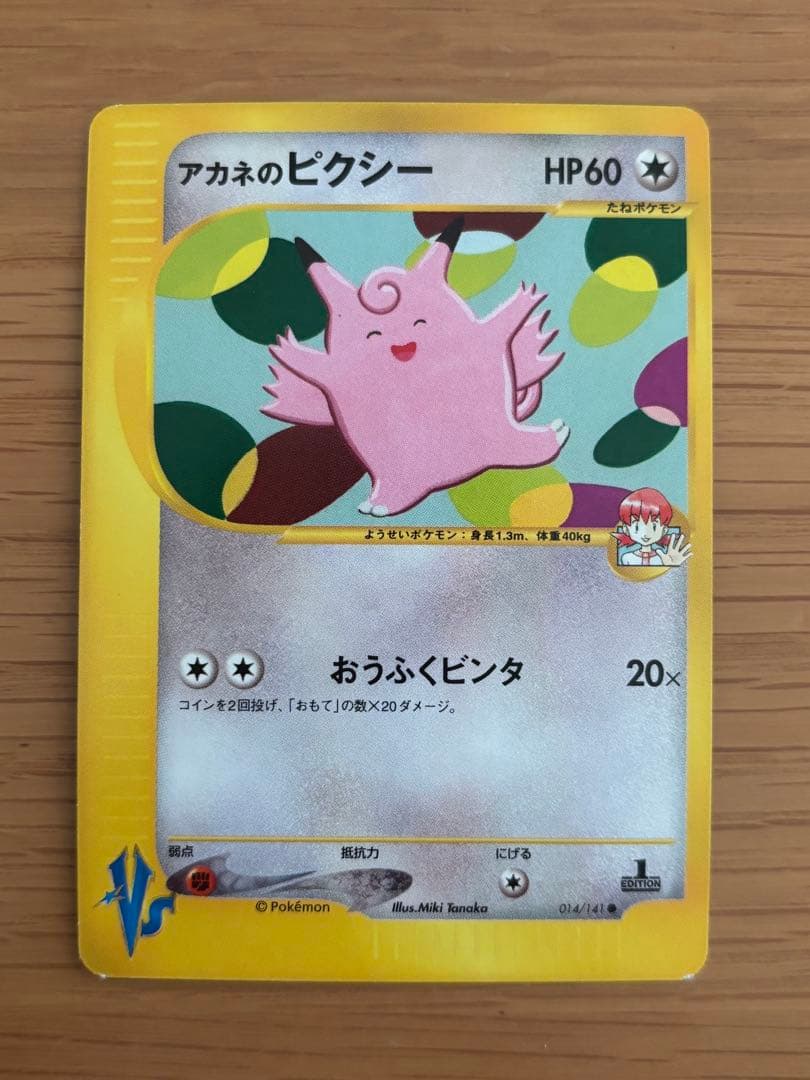 アカネのピクシー HP60
たねポケモン
ようせいポケモン：身長1.3m、体重40kg
おうふくビンタ 20×
コインを2回投げ、「おもて」の数×20ダメージ。
弱点 抵抗力 にげる
1
EDITION
VS
©Pokémon Illus.Miki Tanaka 014/141 ●